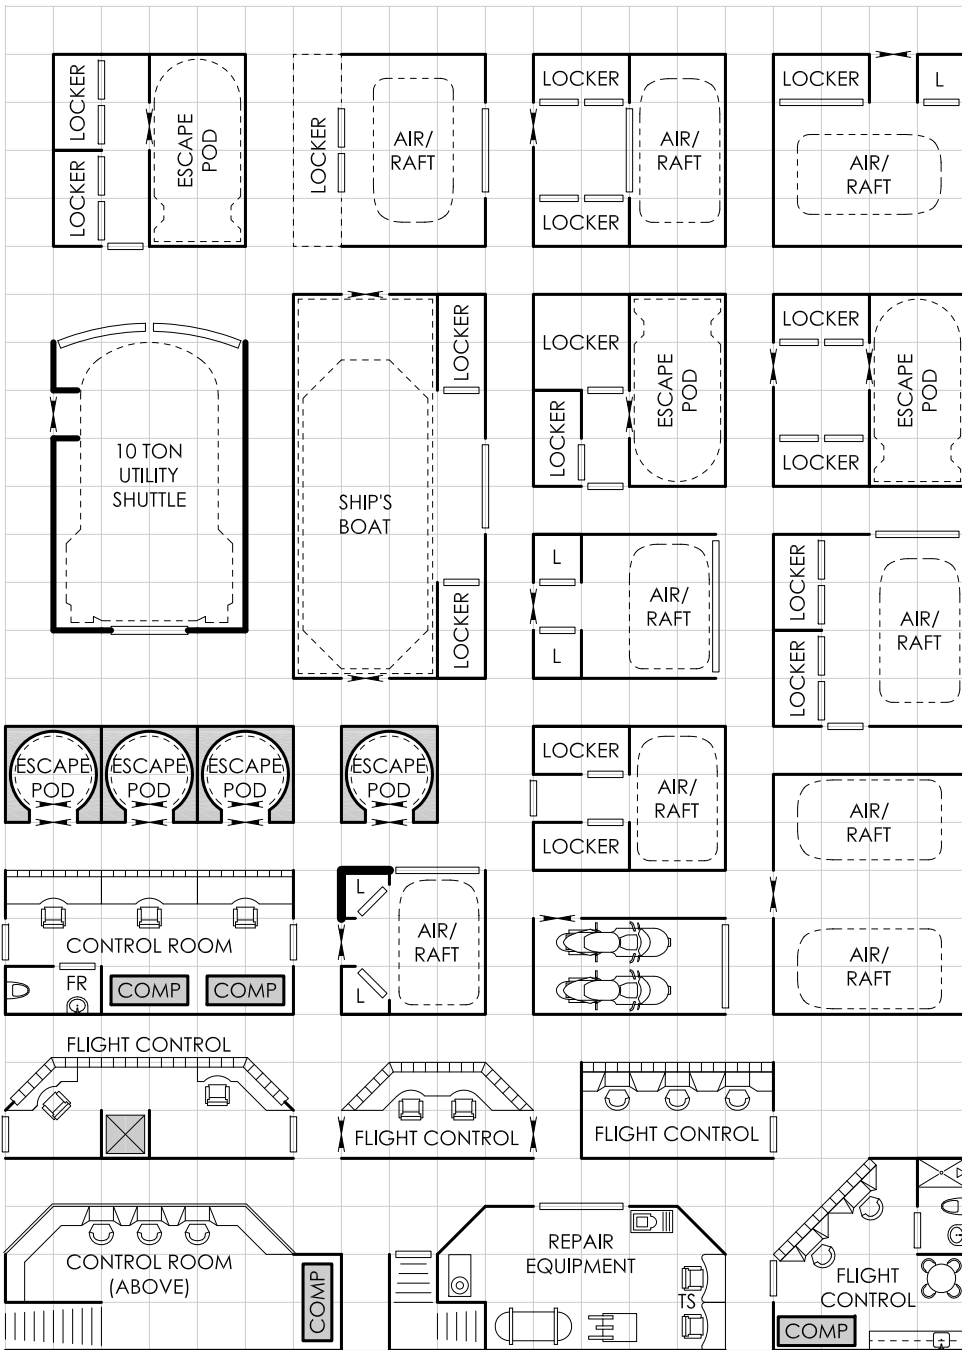 LOCKER
LOCKER
ESCAPE
POD
LOCKER
AIR/
RAFT
LOCKER
LOCKER
AIR/
RAFT
LOCKER
L
AIR/
RAFT
10 TON
UTILITY
SHUTTLE
SHIP'S
BOAT
LOCKER
LOCKER
LOCKER
LOCKER
ESCAPE
POD
LOCKER
LOCKER
ESCAPE
POD
L
L
AIR/
RAFT
LOCKER
LOCKER
AIR/
RAFT
ESCAPE
POD
ESCAPE
POD
ESCAPE
POD
ESCAPE
POD
LOCKER
LOCKER
AIR/
RAFT
AIR/
RAFT
AIR/
RAFT
CONTROL ROOM
FR
COMP
COMP
L
L
AIR/
RAFT
FLIGHT CONTROL
FLIGHT CONTROL
FLIGHT CONTROL
CONTROL ROOM
(ABOVE)
COMP
REPAIR
EQUIPMENT
TS
FLIGHT
CONTROL
COMP